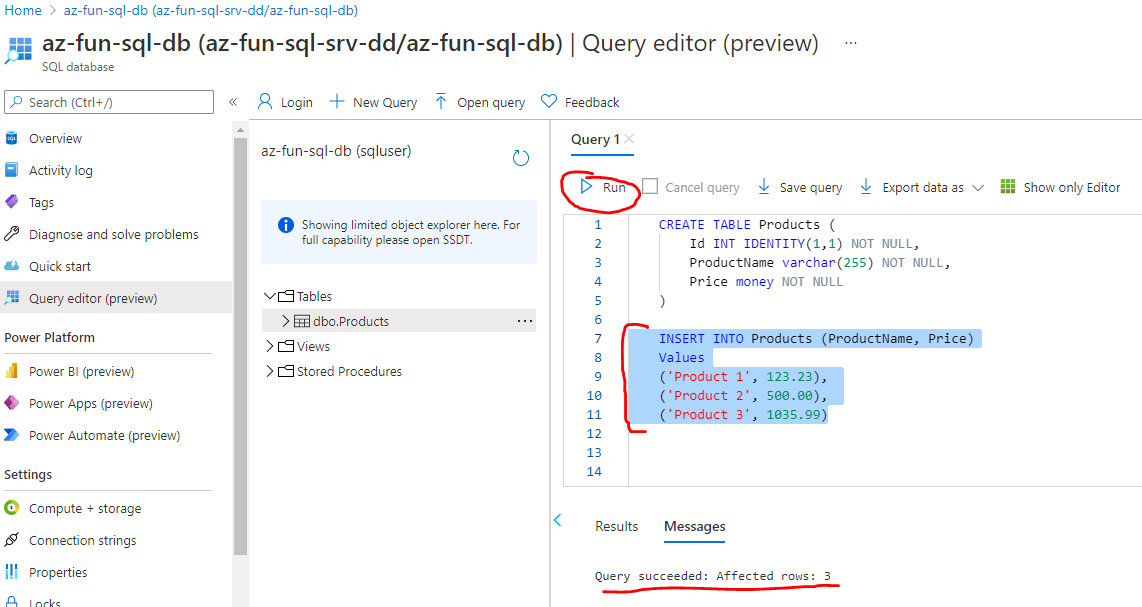 Home > az-fun-sql-db (az-fun-sql-srv-dd/az-fun-sql-db)
az-fun-sql-db (az-fun-sql-srv-dd/az-fun-sql-db) | Query editor (preview) ...
SQL database
Search (Ctrl+/) «
Login
New Query
Open query
Feedback
Overview
Activity log
Tags
Diagnose and solve problems
Quick start
Query editor (preview)
Power Platform
Power BI (preview)
Power Apps (preview)
Power Automate (preview)
Settings
Compute + storage
Connection strings
Properties
Locks
az-fun-sql-db (sqluser)
Showing limited object explorer here. For
full capability please open SSDT.
Tables
dbo.Products ...
Views
Stored Procedures
Query 1
Run
Cancel query
Save query
Export data as
Show only Editor
1 CREATE TABLE Products (
2 Id INT IDENTITY(1,1) NOT NULL,
3 ProductName varchar(255) NOT NULL,
4 Price money NOT NULL
5 )
6
7 INSERT INTO Products (ProductName, Price)
8 Values
9 ('Product 1', 123.23),
10 ('Product 2', 500.00),
11 ('Product 3', 1035.99)
12
13
14
Results Messages
Query succeeded: Affected rows: 3